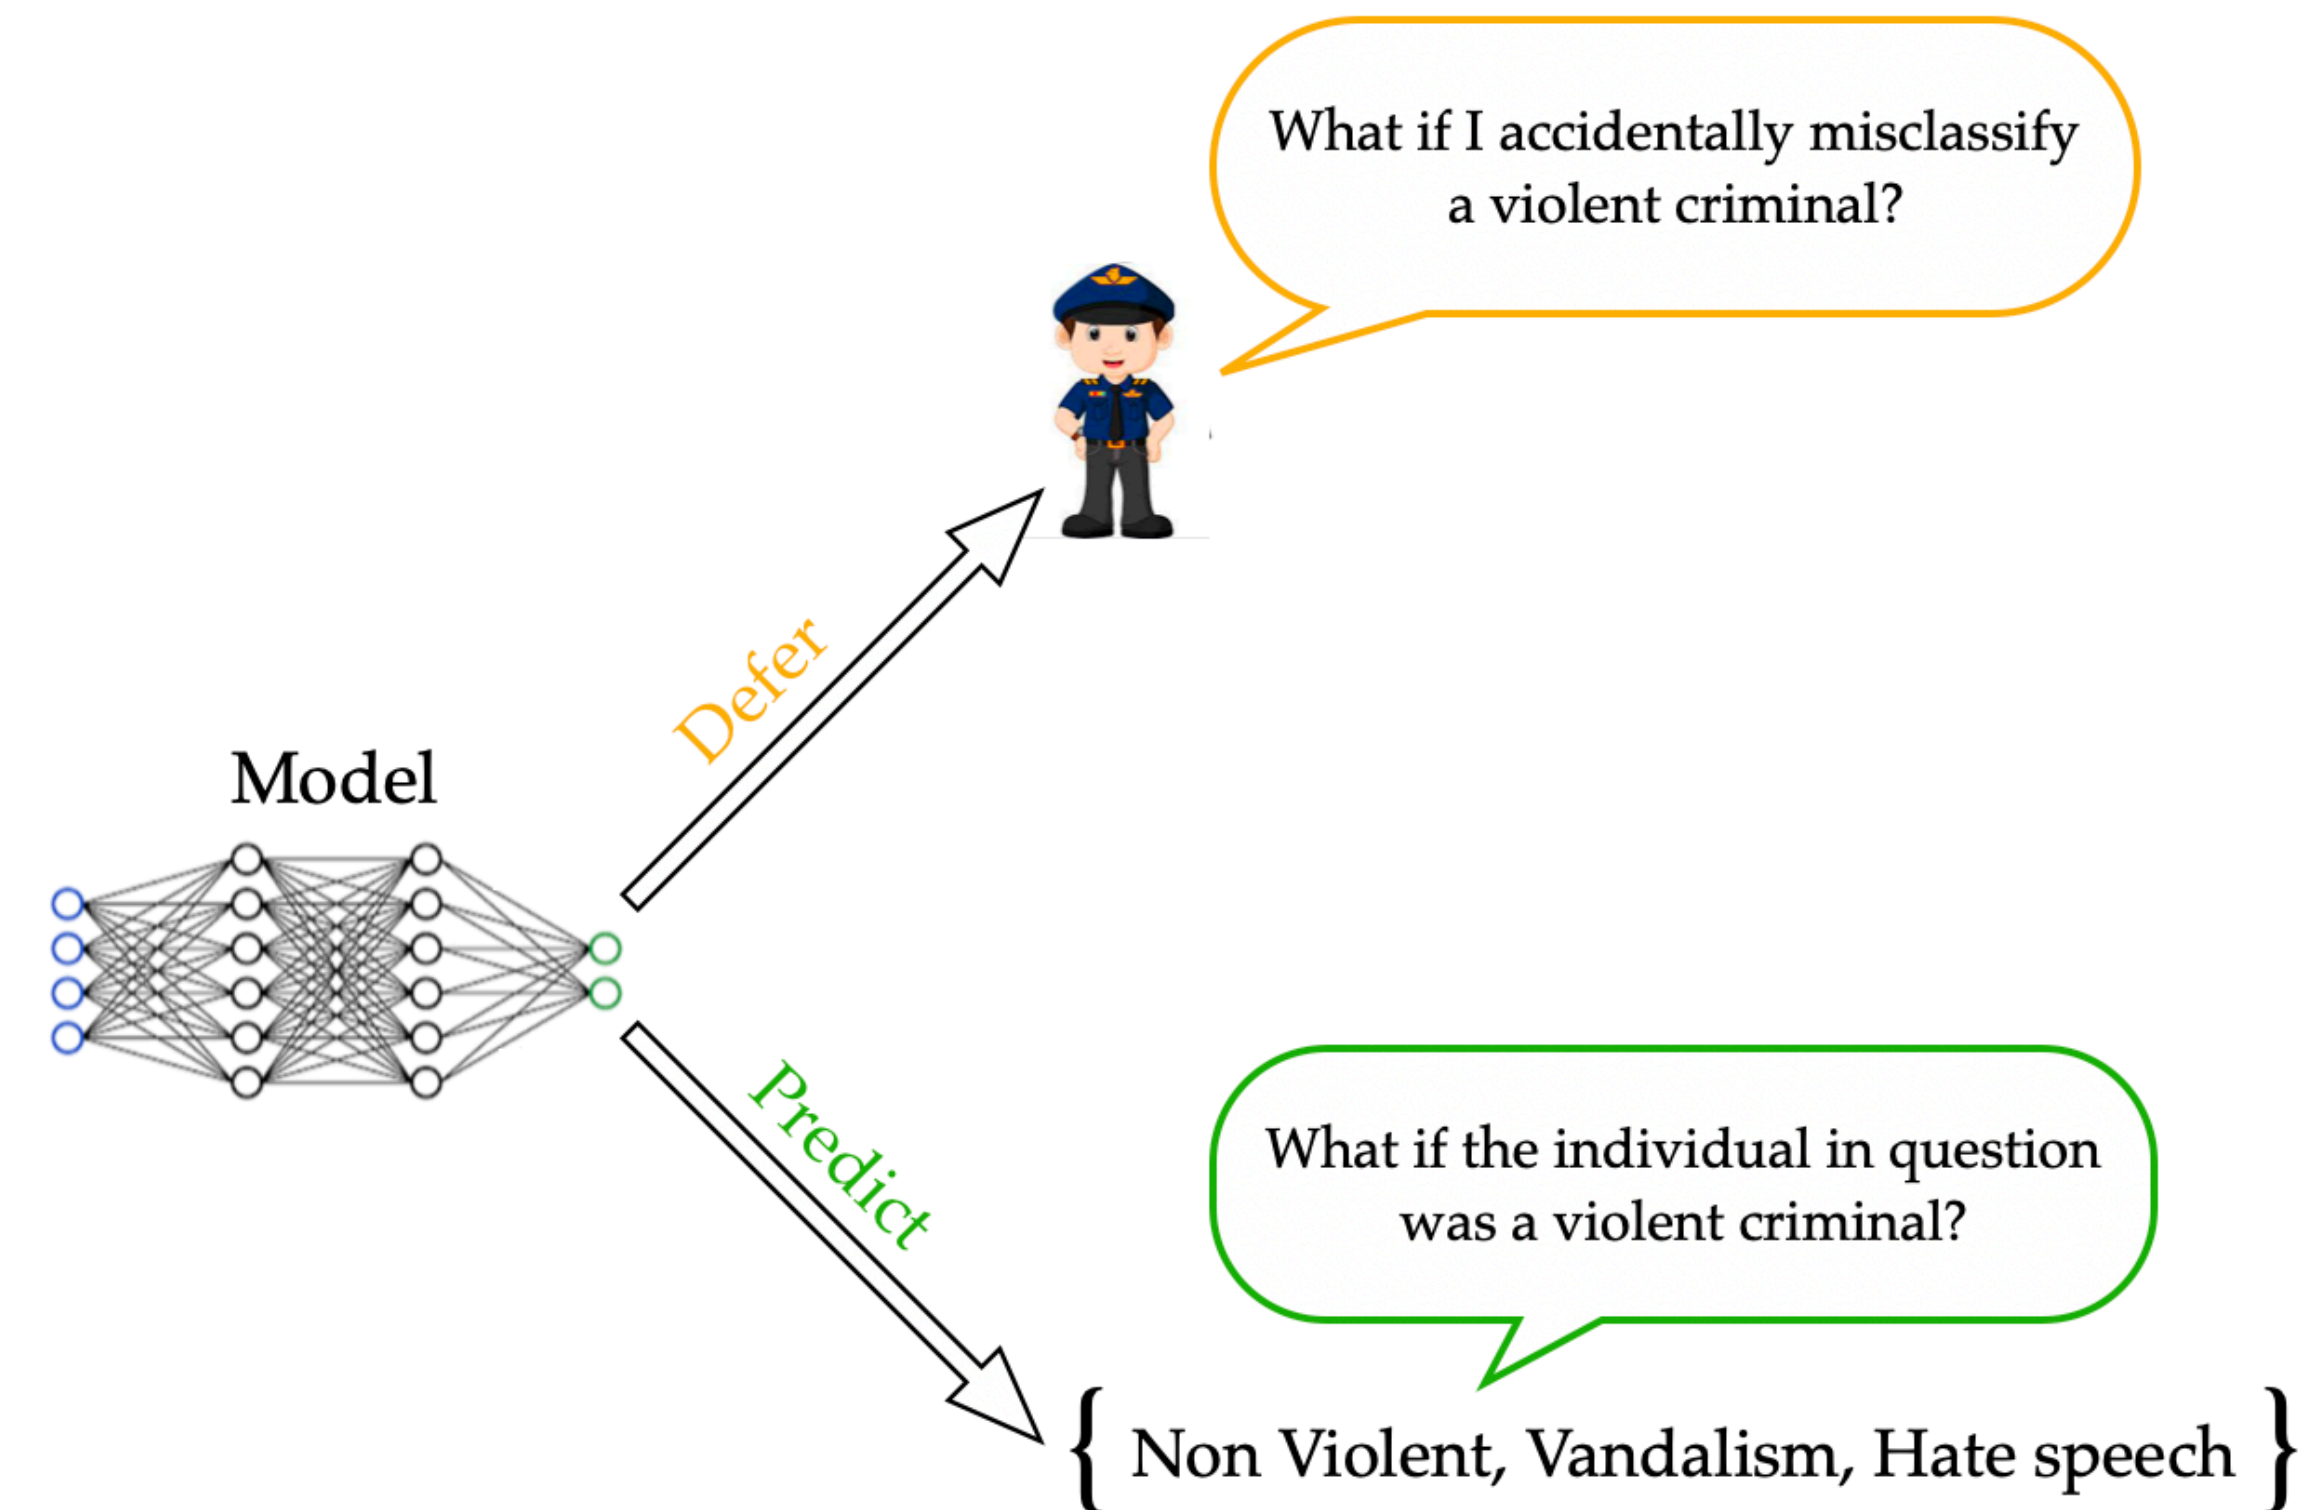 What if I accidentally misclassify
a violent criminal?
Defer
Model
Predict
What if the individual in question
was a violent criminal?
{ Non Violent, Vandalism, Hate speech }